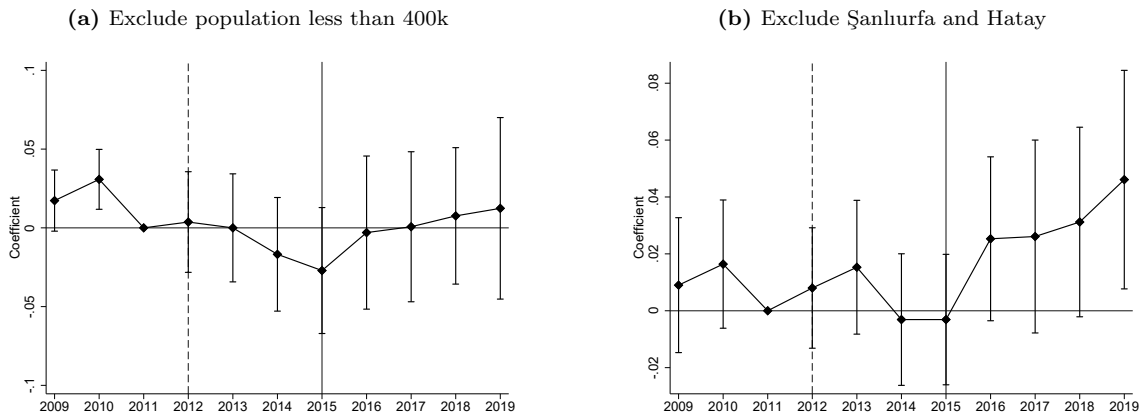 (a) Exclude population less than 400k
.1
.05
0
-.05
-.1
Coefficient
2009 2010 2011 2012 2013 2014 2015 2016 2017 2018 2019
(b) Exclude Şanlıurfa and Hatay
.08
.06
.04
.02
0
-.02
Coefficient
2009 2010 2011 2012 2013 2014 2015 2016 2017 2018 2019